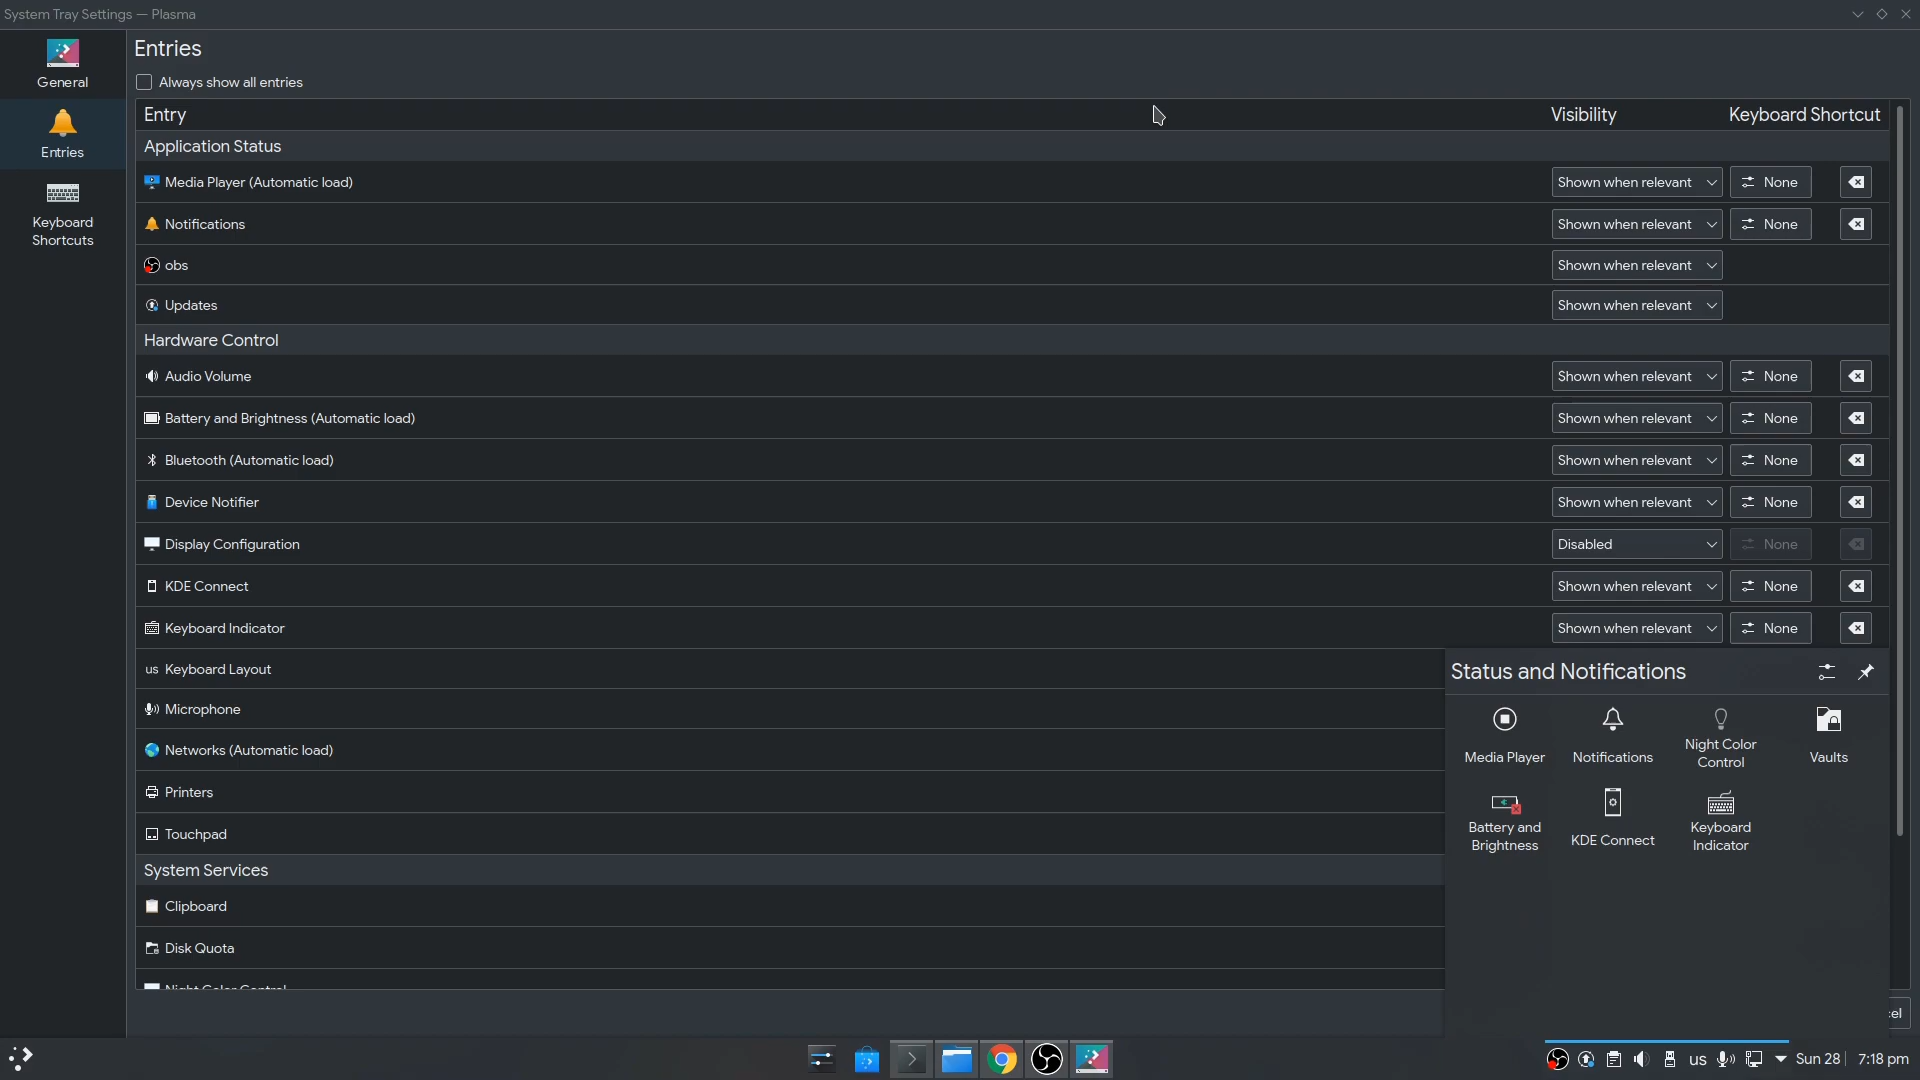 System Tray Settings — Plasma
General
Entries
Keyboard
Shortcuts
Entries
Always show all entries
Entry Visibility Keyboard Shortcut
Application Status
Media Player (Automatic load) Shown when relevant None
Notifications Shown when relevant None
obs Shown when relevant
Updates Shown when relevant
Hardware Control
Audio Volume Shown when relevant None
Battery and Brightness (Automatic load) Shown when relevant None
Bluetooth (Automatic load) Shown when relevant None
Device Notifier Shown when relevant None
Display Configuration Disabled None
KDE Connect Shown when relevant None
Keyboard Indicator Shown when relevant None
us Keyboard Layout
Microphone
Networks (Automatic load)
Printers
Touchpad
System Services
Clipboard
Disk Quota
Night Color Control
Status and Notifications
Media Player
Notifications
Night Color
Control
Vaults
Battery and
Brightness
KDE Connect
Keyboard
Indicator
cel
us Sun 28 7:18 pm